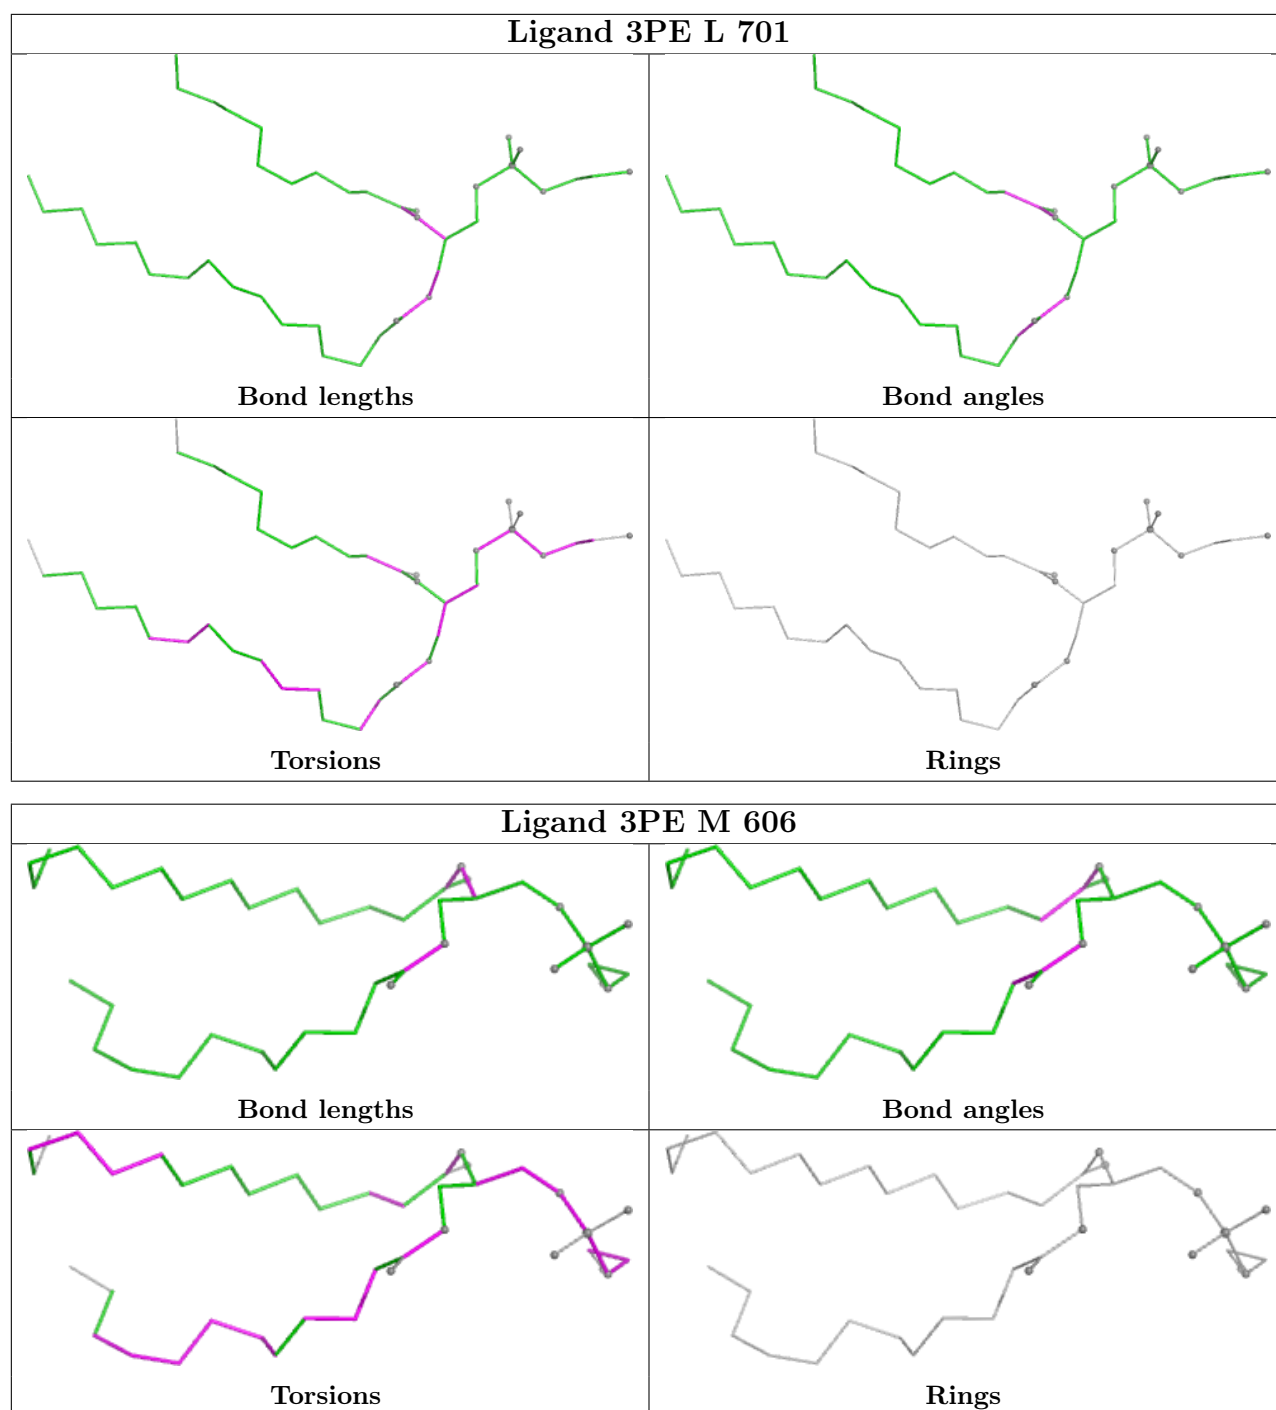 Ligand 3PE L 701
Bond lengths
Bond angles
Torsions
Rings
Ligand 3PE M 606
Bond lengths
Bond angles
Torsions
Rings